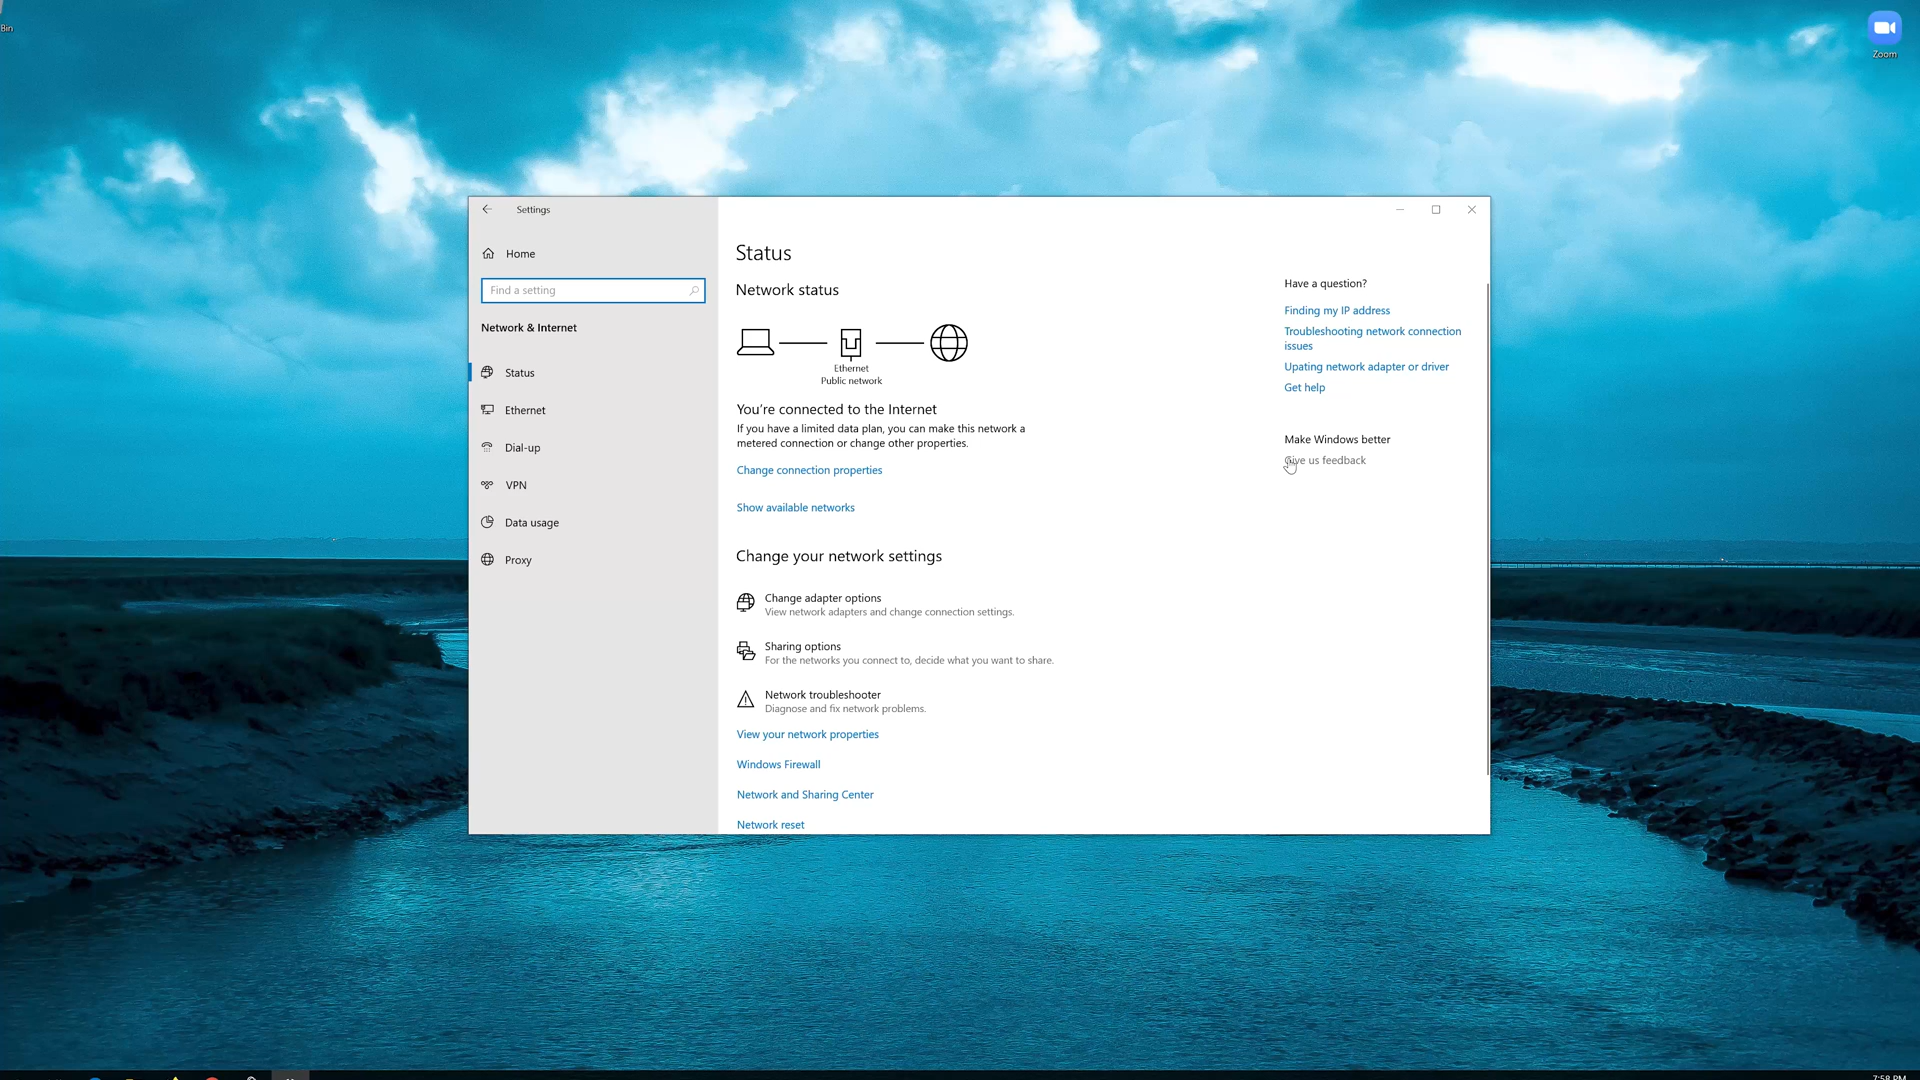 Bin
Zoom
Settings
Home
Find a setting
Network & Internet
Status
Ethernet
Dial-up
VPN
Data usage
Proxy
Status
Network status
Ethernet
Public network
You're connected to the Internet
If you have a limited data plan, you can make this network a
metered connection or change other properties.
Change connection properties
Show available networks
Change your network settings
Change adapter options
View network adapters and change connection settings.
Sharing options
For the networks you connect to, decide what you want to share.
Network troubleshooter
Diagnose and fix network problems.
View your network properties
Windows Firewall
Network and Sharing Center
Network reset
Have a question?
Finding my IP address
Troubleshooting network connection
issues
Upating network adapter or driver
Get help
Make Windows better
Give us feedback
7:58 PM